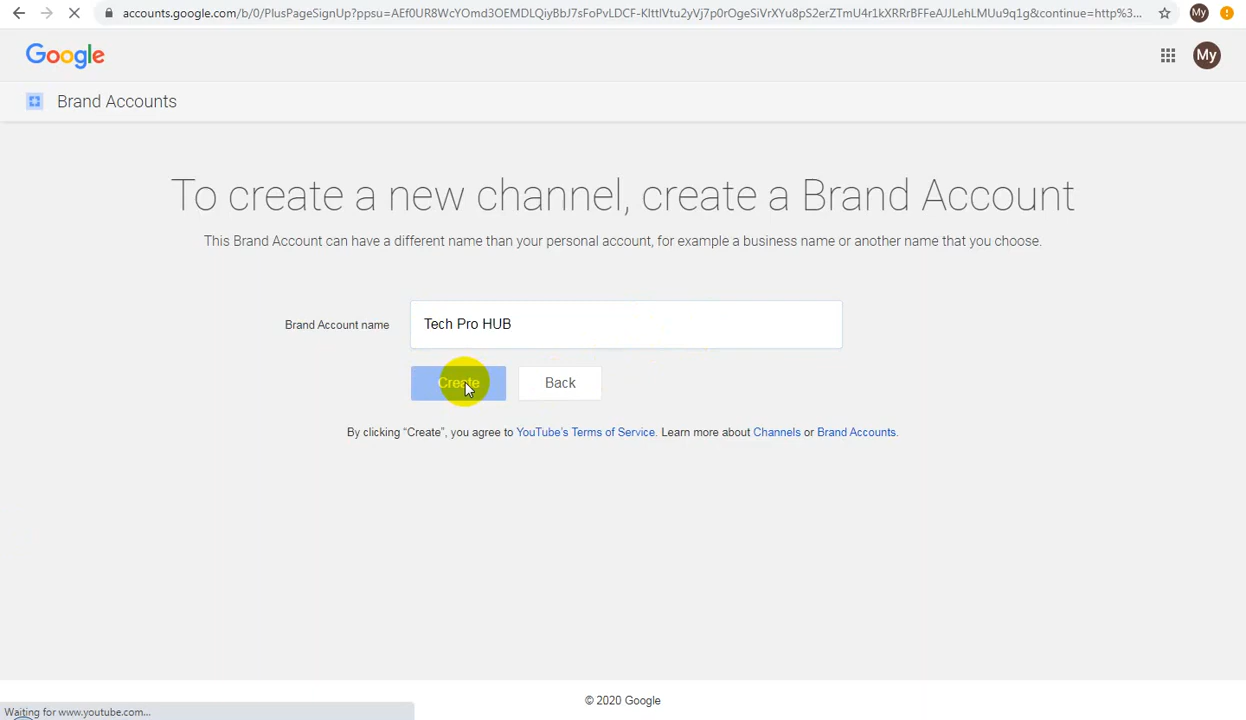 accounts.google.com/b/0/PlusPageSignUp?ppsu=AEf0UR8WcYOmd3OEMDLQiyBbJ7sFoPvLDCF-KlttlVtu2yVj7p0rOgeSiVrXYu8pS2erZTmU4r1kXRRrBFFeAJJLehLMUu9q1g&continue=http%3...
My
Google
My
Brand Accounts
To create a new channel, create a Brand Account
This Brand Account can have a different name than your personal account, for example a business name or another name that you choose.
Brand Account name
Tech Pro HUB
Create
Back
By clicking “Create”, you agree to YouTube’s Terms of Service. Learn more about Channels or Brand Accounts.
© 2020 Google
Waiting for www.youtube.com...